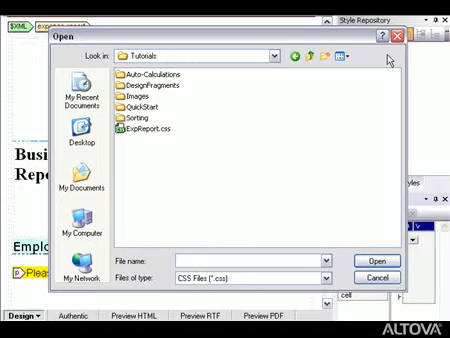 $XML
expense-report
Style Repository
Open
Look in:
Tutorials
My Recent
Documents
Desktop
My Documents
My Computer
My Network
Auto-Calculations
DesignFragments
Images
QuickStart
Sorting
ExpReport.css
Busi
Repo
Emplo
p
Pleas
File name:
Open
Files of type:
CSS Files (*.css)
Cancel
cell
Design
Authentic
Preview HTML
Preview RTF
Preview PDF
ALTOVA